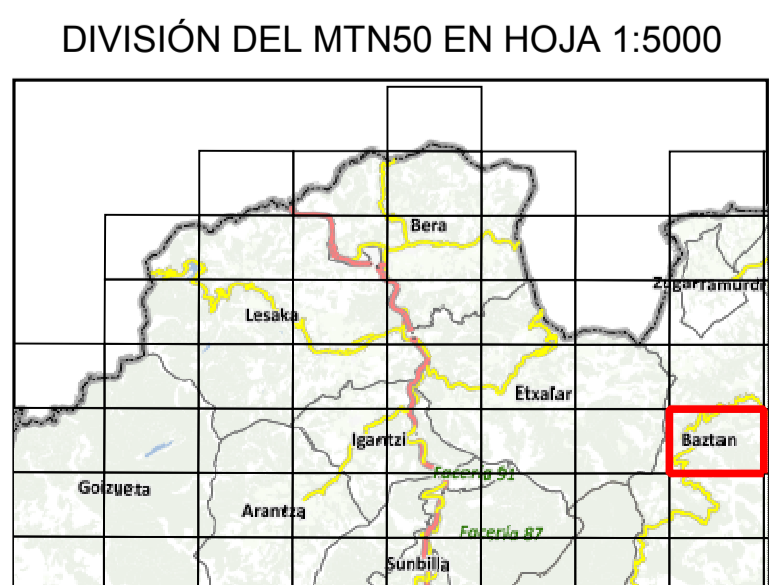 DIVISIÓN DEL MTN50 EN HOJA 1:5000
Bera
Zugarramurdi
Lesaka
Etxalar
Igantzi
Baztan
Facería 91
Goizueta
Arantza
Facería 87
Sunbilla